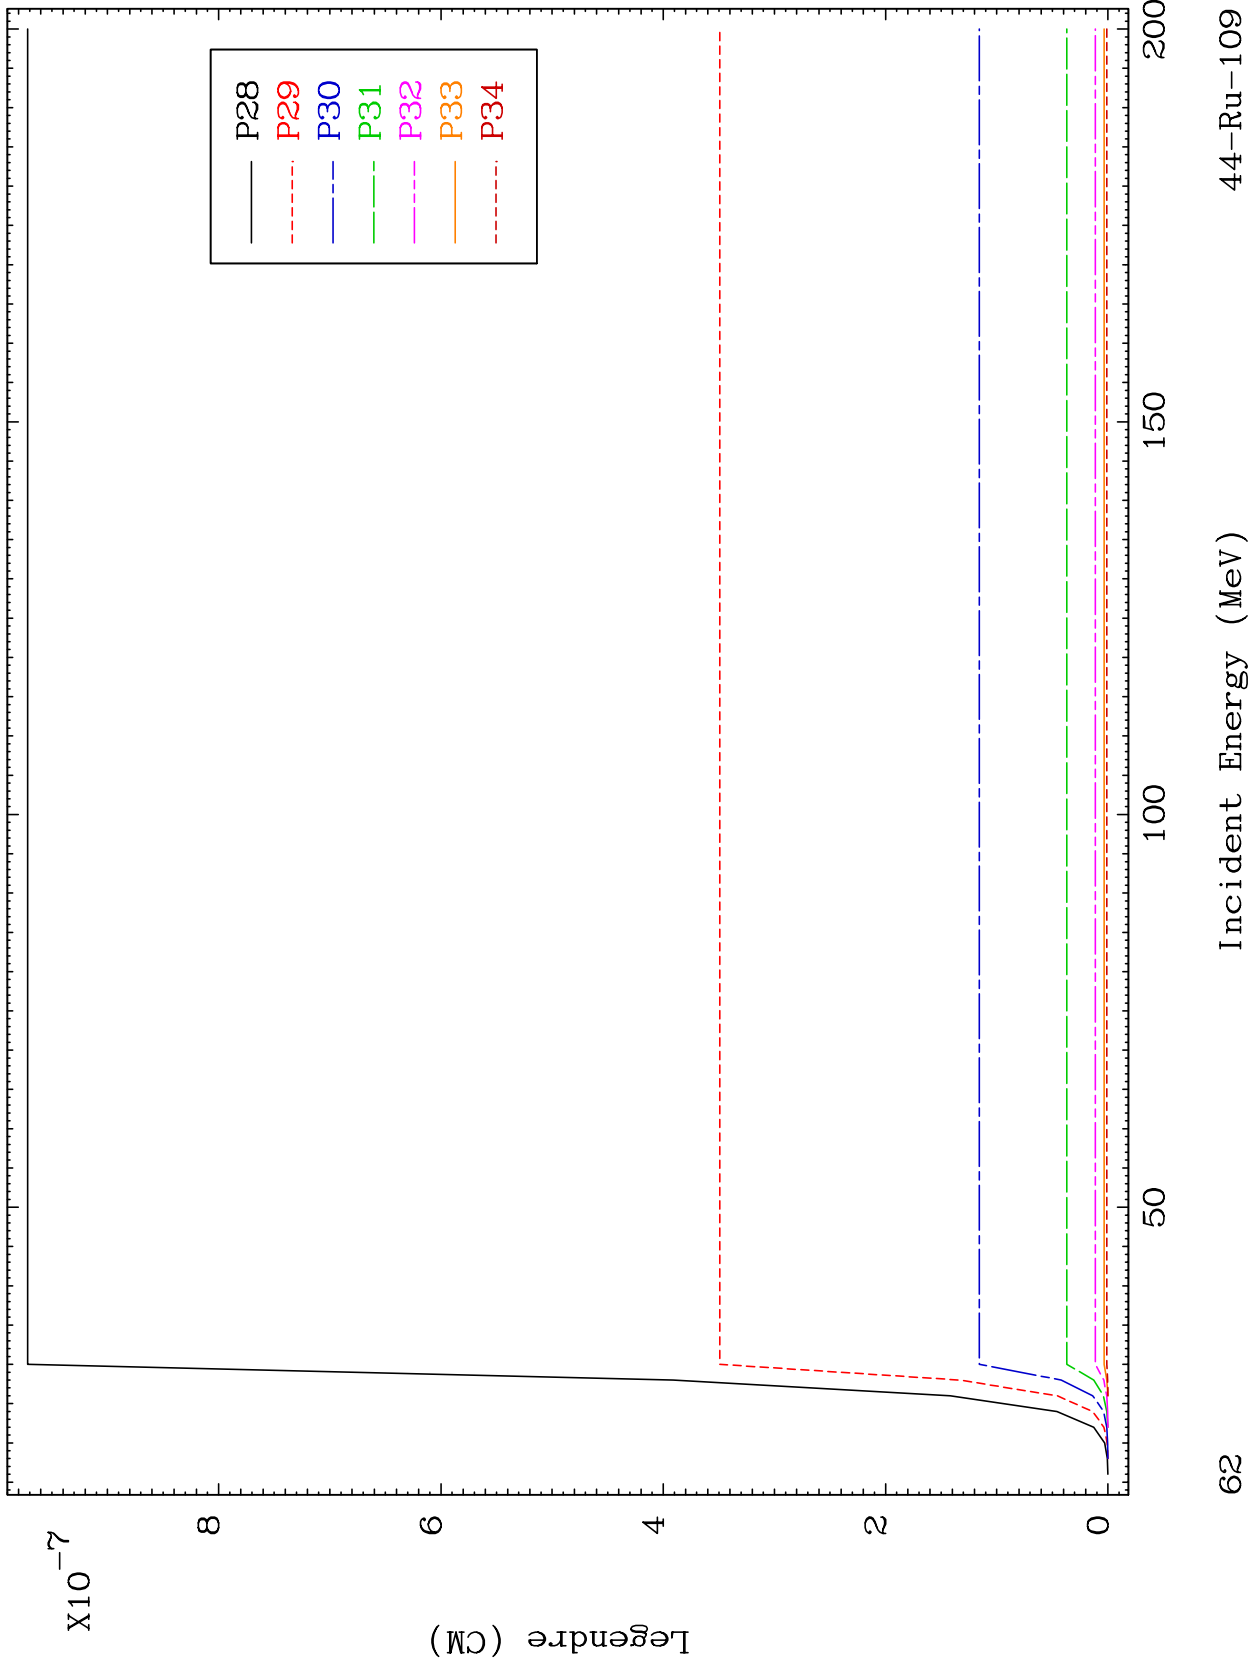 X10-7
8
6
4
2
0
Legendre (CM)
P28
P29
P30
P31
P32
P33
P34
50
100
150
200
Incident Energy (MeV)
62
44-Ru-109